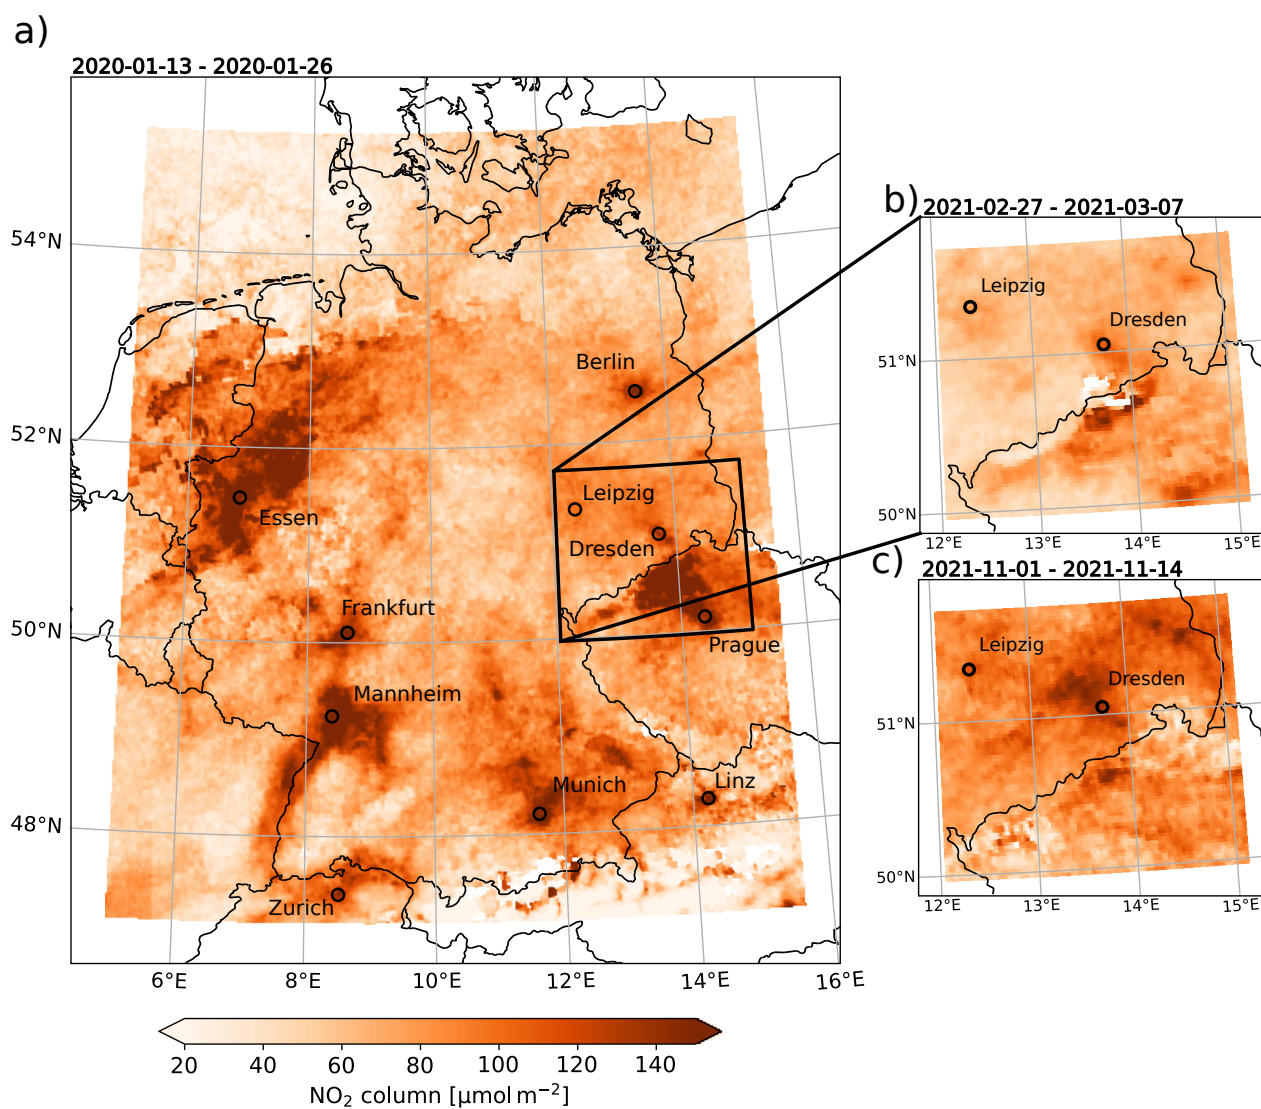 a)
2020-01-13 - 2020-01-26
54°N
52°N
50°N
48°N
Berlin
Leipzig
Essen
Dresden
Frankfurt
Prague
Mannheim
Munich
Linz
Zurich
6°E 8°E 10°E 12°E 14°E 16°E
20 40 60 80 100 120 140
NO₂ column [µmol m⁻²]
b)
2021-02-27 - 2021-03-07
Leipzig
Dresden
51°N
50°N
12°E 13°E 14°E 15°E
c)
2021-11-01 - 2021-11-14
Leipzig
Dresden
51°N
50°N
12°E 13°E 14°E 15°E